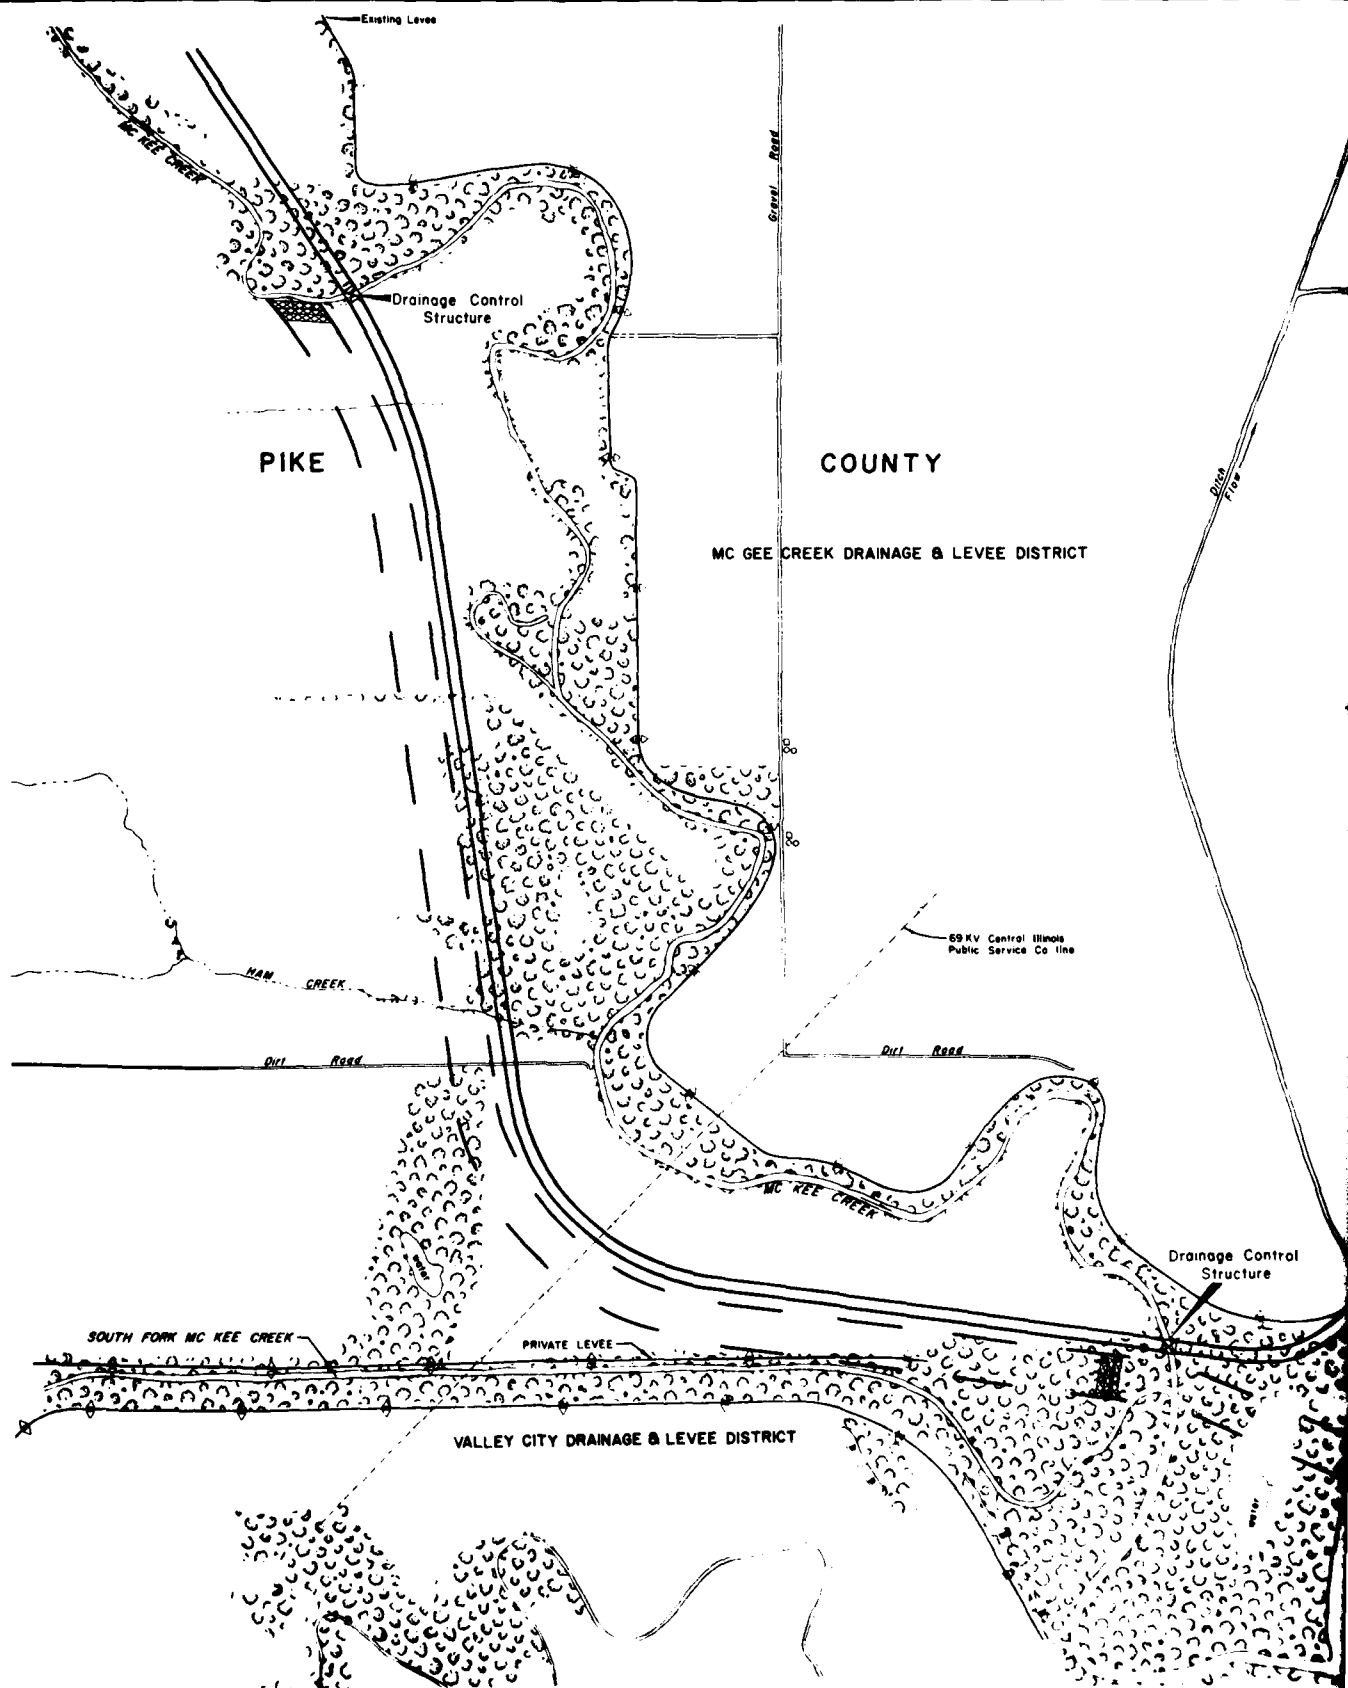 Existing Levee
MC KEE CREEK
Gravel Road
Drainage Control
Structure
PIKE
COUNTY
Ditch
Flow
MC GEE CREEK DRAINAGE & LEVEE DISTRICT
69 KV Central Illinois
Public Service Co line
HAM CREEK
Dirt Road
Dirt Road
MC KEE CREEK
water
Drainage Control
Structure
SOUTH FORK MC KEE CREEK
PRIVATE LEVEE
VALLEY CITY DRAINAGE & LEVEE DISTRICT
water